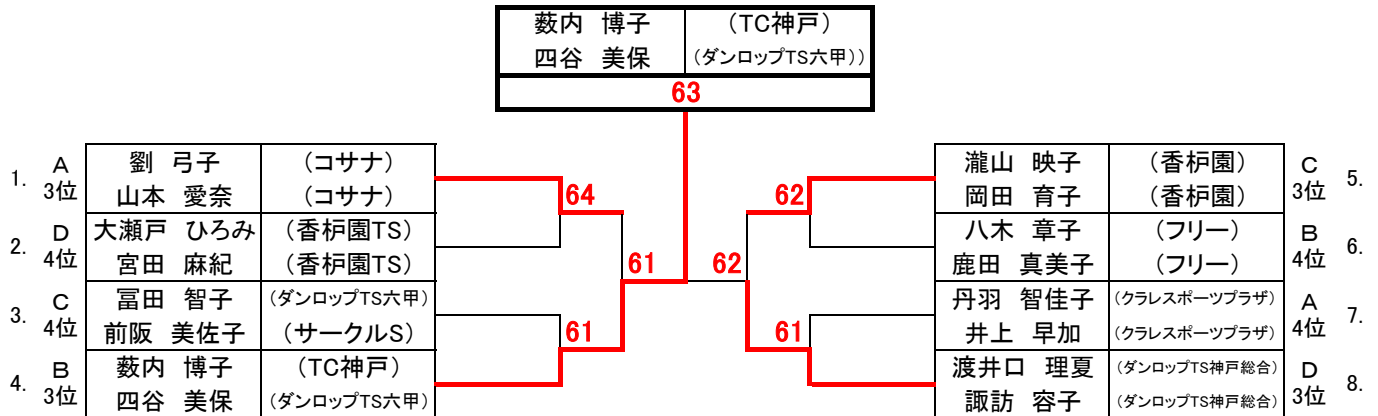 薮内 博子 (TC神戸)
四谷 美保 (ダンロップTS六甲))
63
1. A 3位 劉 弓子 (コサナ)
山本 愛奈 (コサナ)
2. D 4位 大瀬戸 ひろみ (香枦園TS)
宮田 麻紀 (香枦園TS)
3. C 4位 冨田 智子 (ダンロップTS六甲)
前阪 美佐子 (サークルS)
4. B 3位 薮内 博子 (TC神戸)
四谷 美保 (ダンロップTS六甲)
64
61
61
62
62
61
瀧山 映子 (香枦園) C 3位 5.
岡田 育子 (香枦園)
八木 章子 (フリー) B 4位 6.
鹿田 真美子 (フリー)
丹羽 智佳子 (クラレスポーツプラザ) A 4位 7.
井上 早加 (クラレスポーツプラザ)
渡井口 理夏 (ダンロップTS神戸総合) D 3位 8.
諏訪 容子 (ダンロップTS神戸総合)